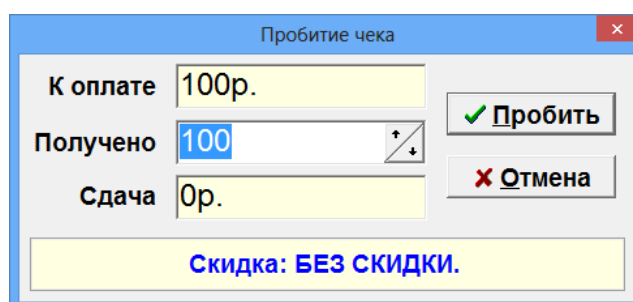 Пробитие чека
К оплате 100р.
Пробить
Получено 100
Отмена
Сдача 0р.
Скидка: БЕЗ СКИДКИ.